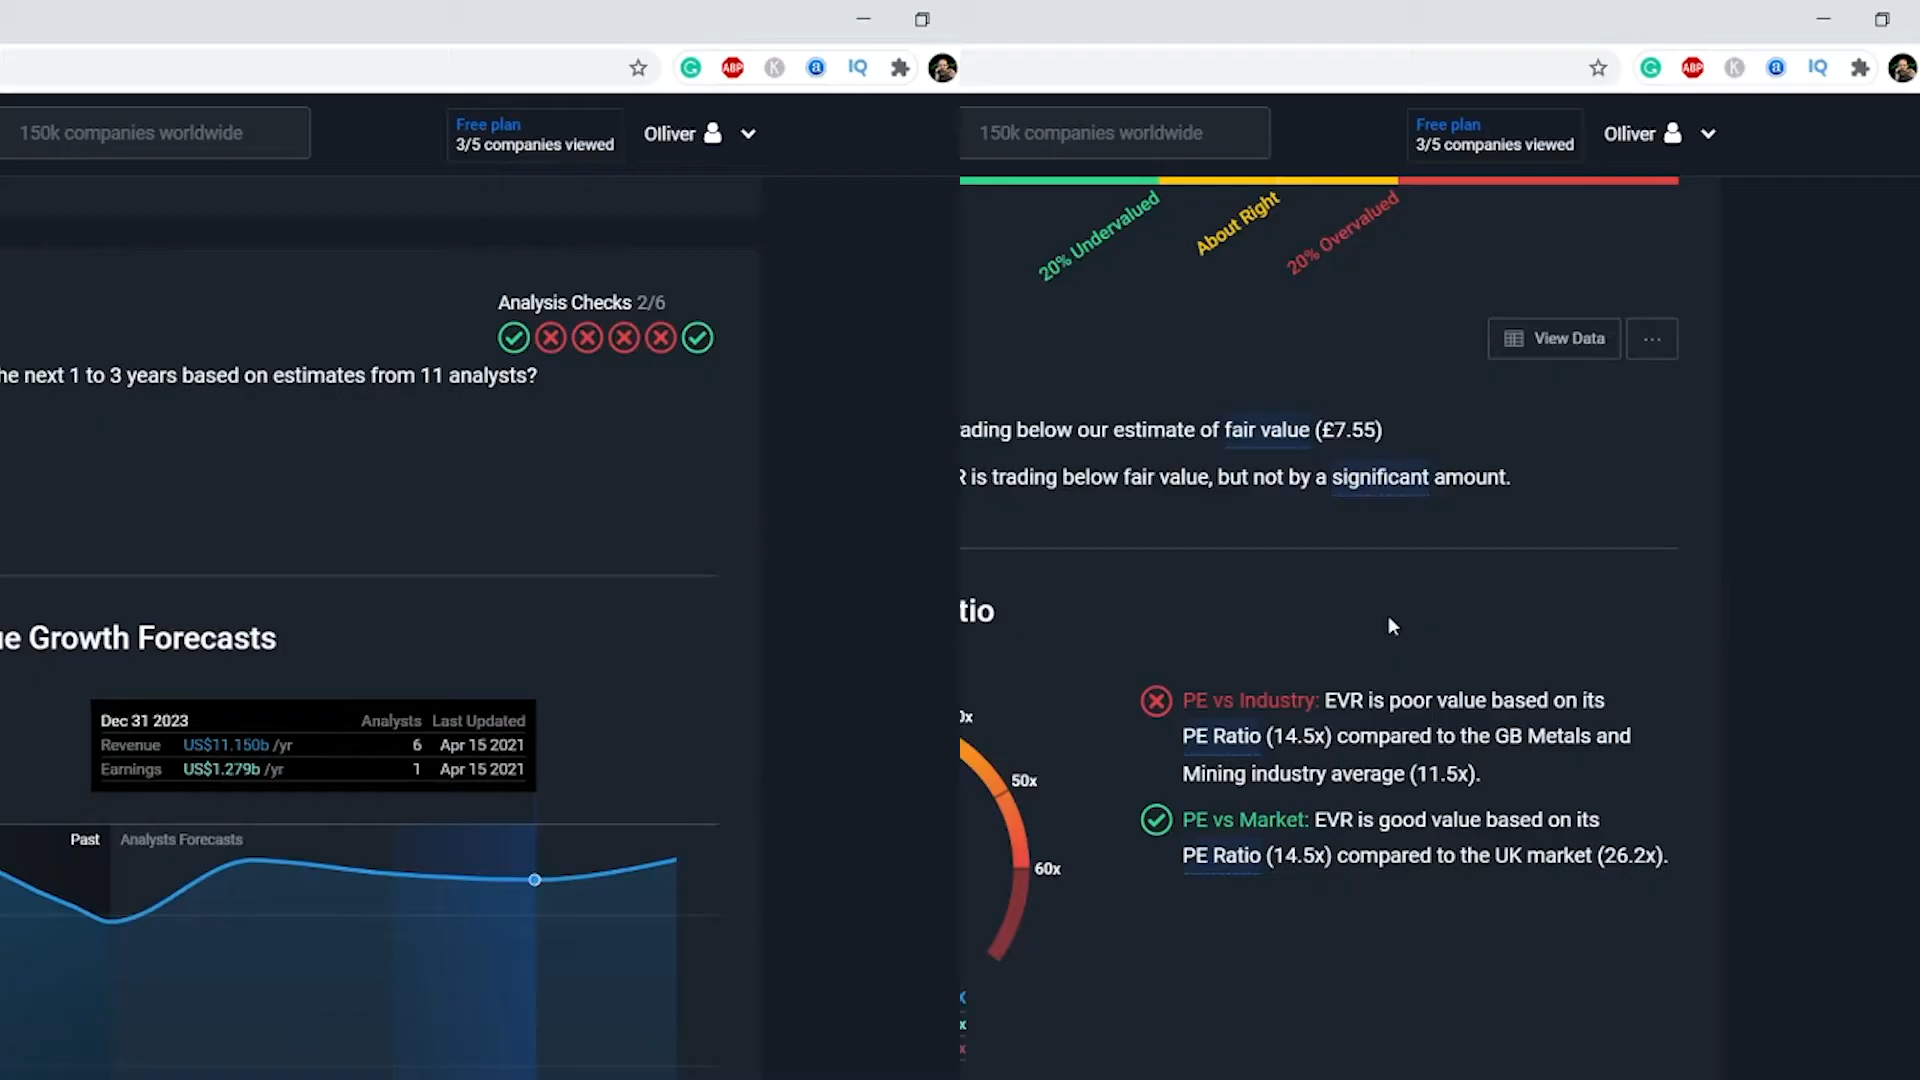 ABP
K
a
IQ
150k companies worldwide
Free plan
3/5 companies viewed
Olliver
Analysis Checks 2/6
he next 1 to 3 years based on estimates from 11 analysts?
ue Growth Forecasts
Dec 31 2023 Analysts Last Updated
Revenue US$11.150b /yr 6 Apr 15 2021
Earnings US$1.279b /yr 1 Apr 15 2021
Past Analysts Forecasts
ABP
K
a
IQ
150k companies worldwide
Free plan
3/5 companies viewed
Olliver
20% Undervalued
About Right
20% Overvalued
View Data
ading below our estimate of fair value (£7.55)
R is trading below fair value, but not by a significant amount.
tio
0x
50x
60x
x
x
x
PE vs Industry: EVR is poor value based on its
PE Ratio (14.5x) compared to the GB Metals and
Mining industry average (11.5x).
PE vs Market: EVR is good value based on its
PE Ratio (14.5x) compared to the UK market (26.2x).